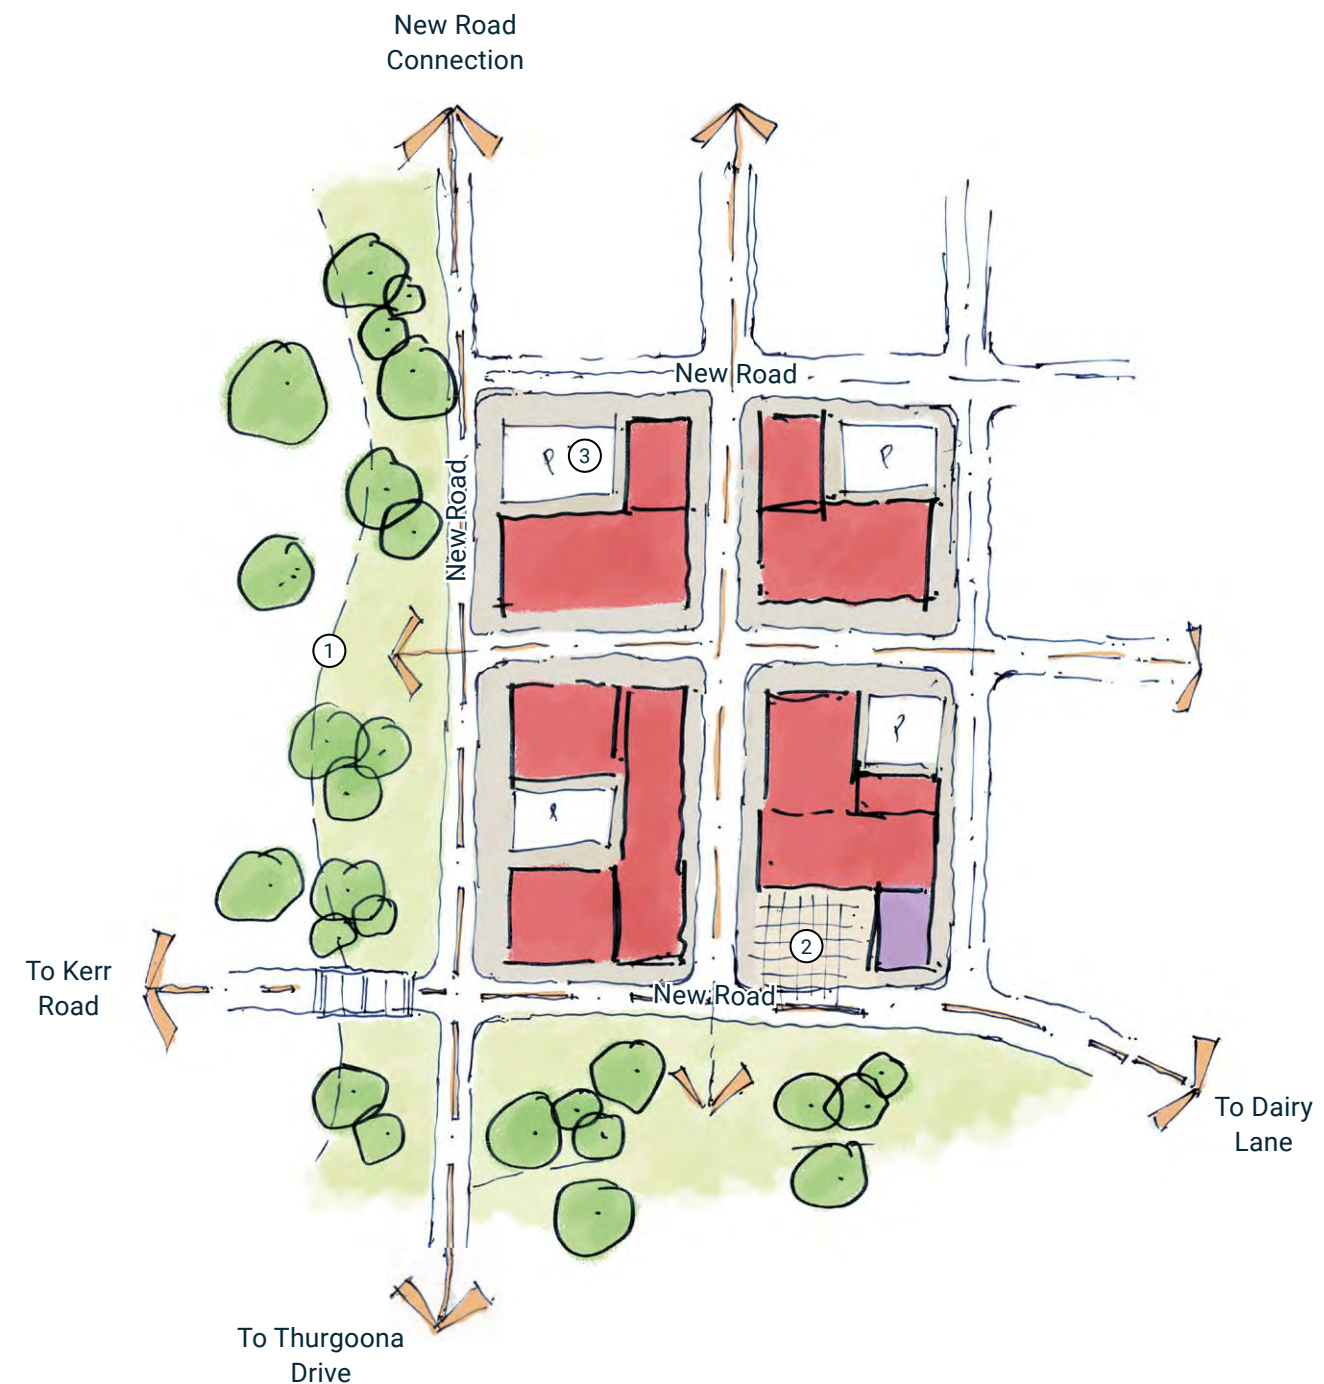 New Road
Connection
New Road
P
3
P
New Road
1
P
2
To Kerr
Road
New Road
To Dairy
Lane
To Thurgoona
Drive